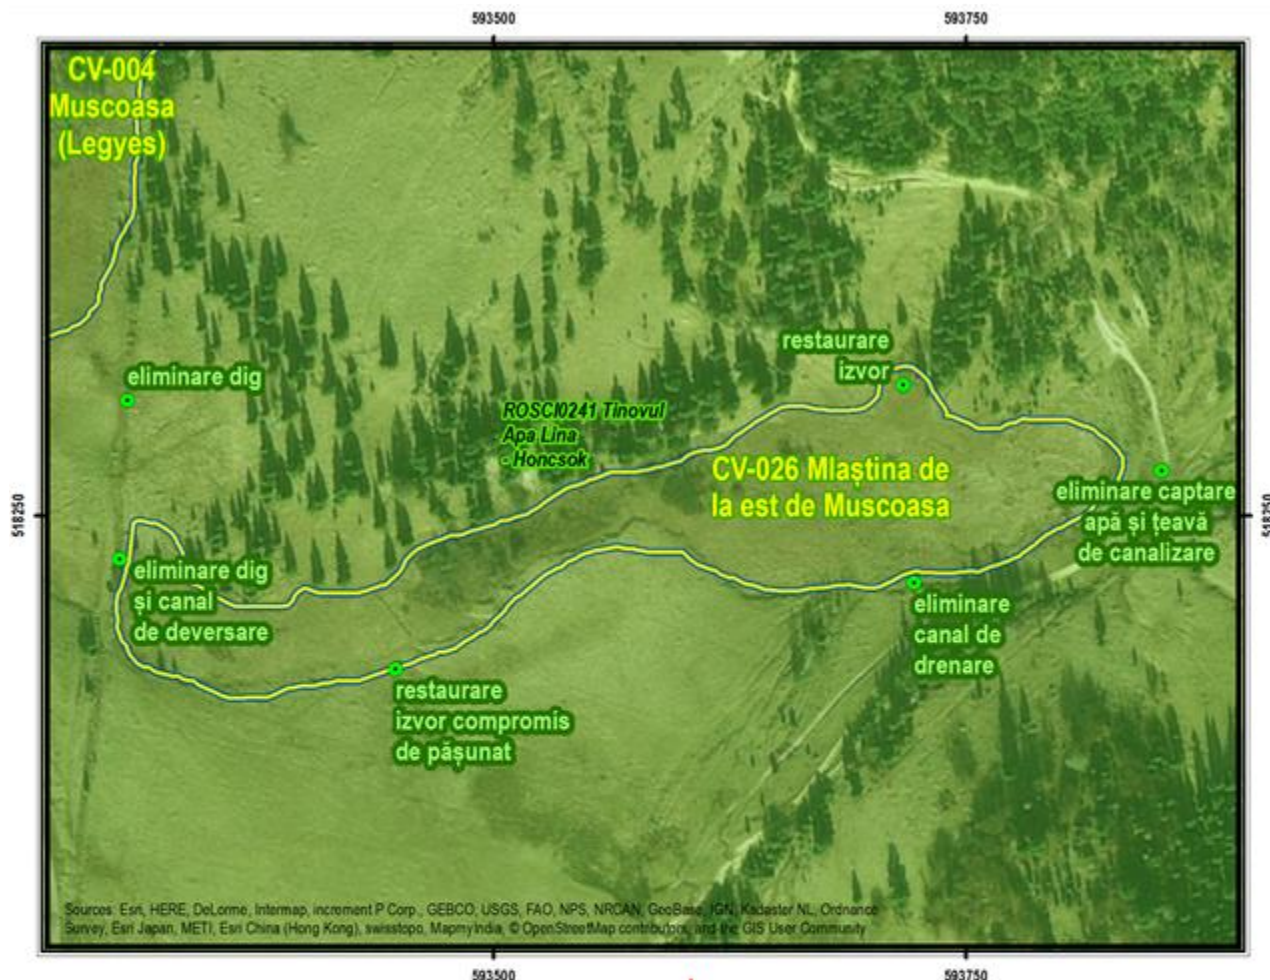 593500
593750
CV-004
Muscoasa
(Legyes)
restaurare
izvor
eliminare dig
ROSCI0241 Tinovul
Apa Lina
- Honcsok
CV-026 Mlaștina de
la est de Muscoasa
518250
518250
eliminare captare
apă și țeavă
de canalizare
eliminare dig
și canal
de deversare
eliminare
canal de
drenare
restaurare
izvor compromis
de pășunat
Sources: Esri, HERE, DeLorme, Intermap, increment P Corp., GEBCO, USGS, FAO, NPS, NRCAN, GeoBase, IGN, Kadaster NL, Ordnance
Survey, Esri Japan, METI, Esri China (Hong Kong), swisstopo, MapmyIndia, © OpenStreetMap contributors, and the GIS User Community
593500
593750